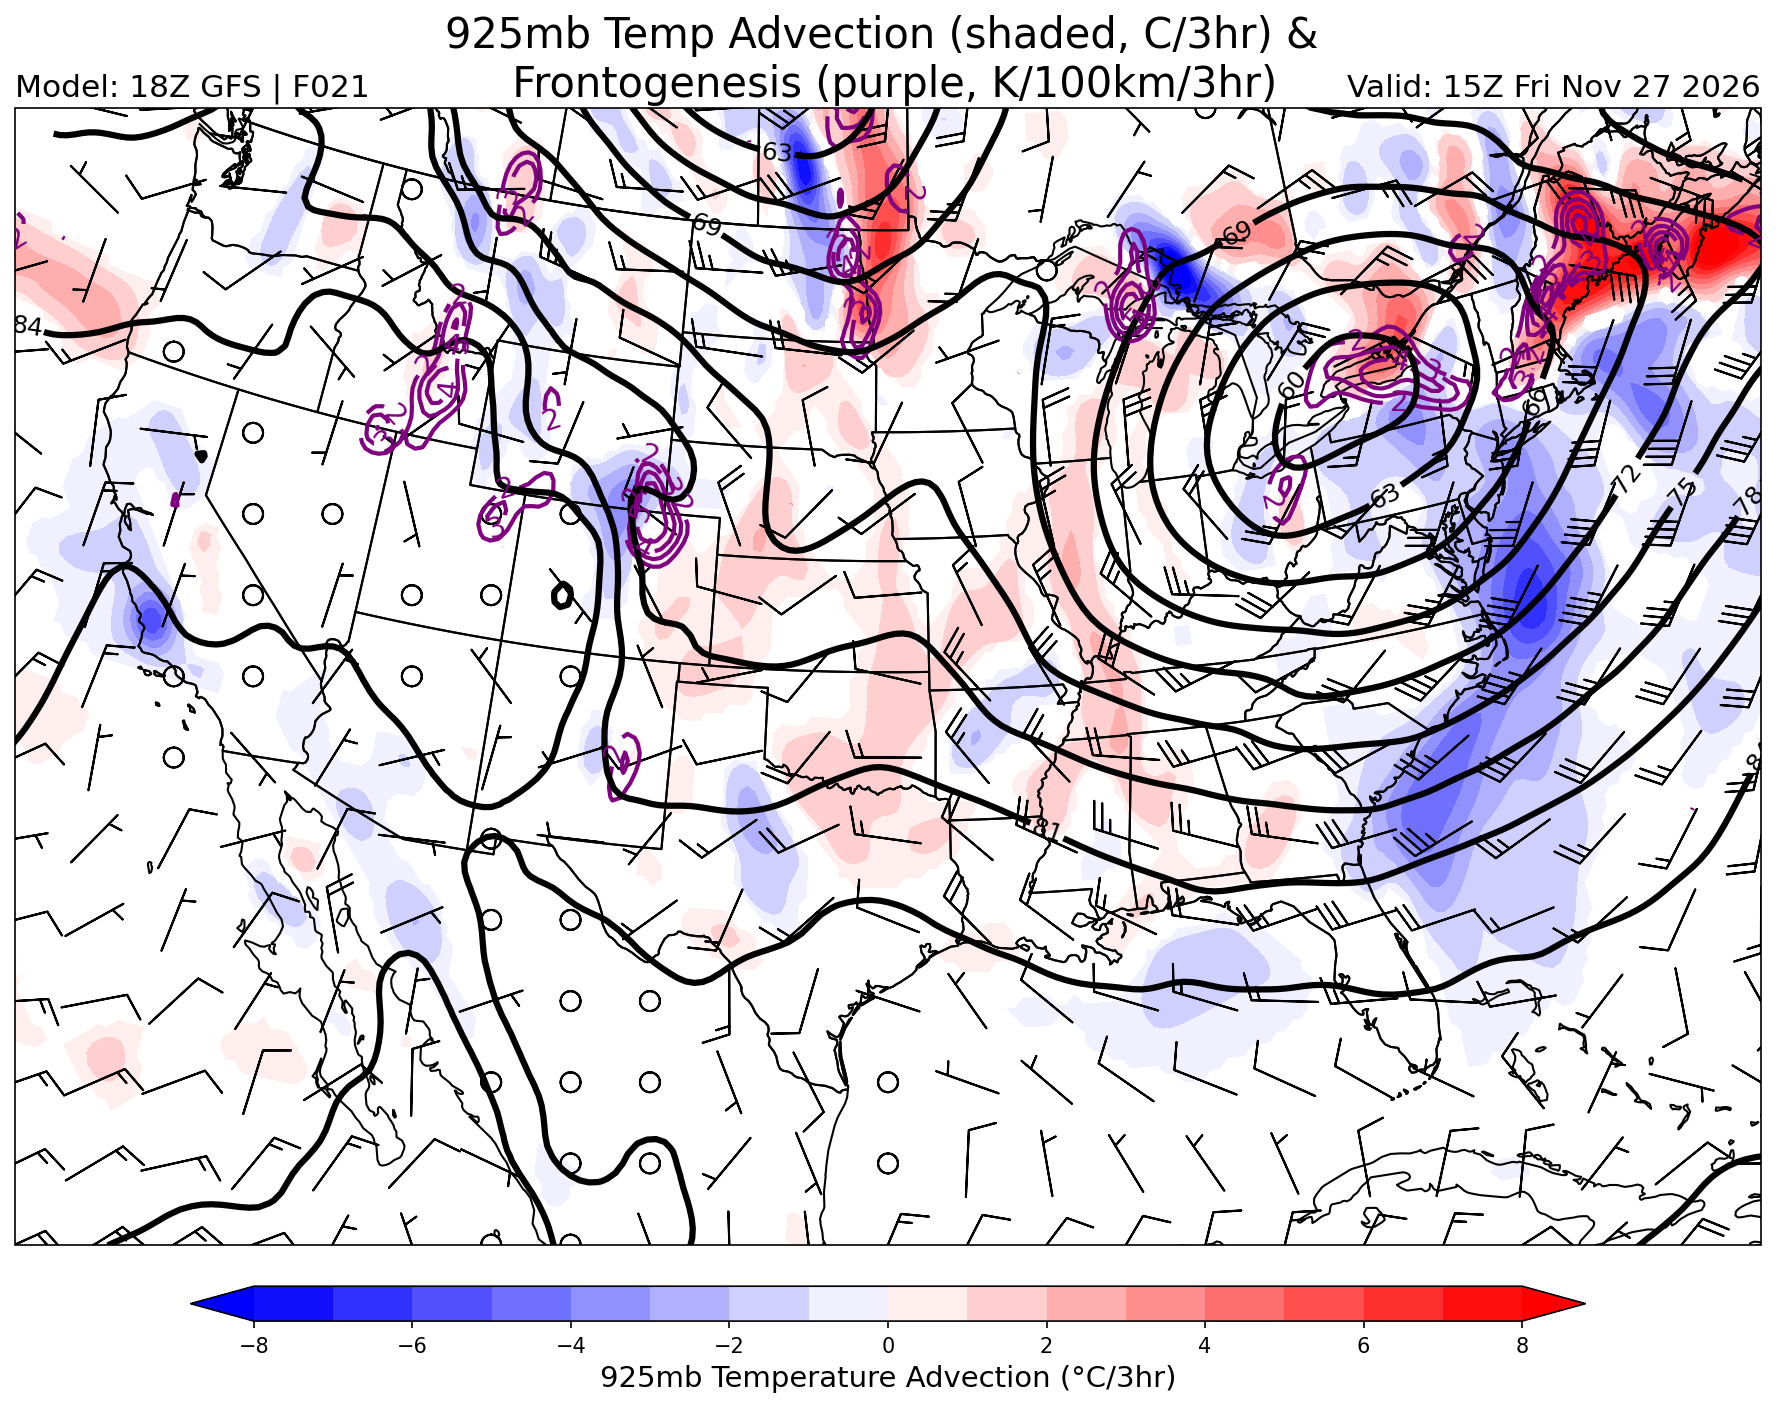 925mb Temp Advection (shaded, C/3hr) &
Frontogenesis (purple, K/100km/3hr)
Model: 18Z GFS | F021
Valid: 15Z Fri Nov 27 2026
63
69
69
84
60
66
63
72
75
78
81
−8 −6 −4 −2 0 2 4 6 8
925mb Temperature Advection (°C/3hr)